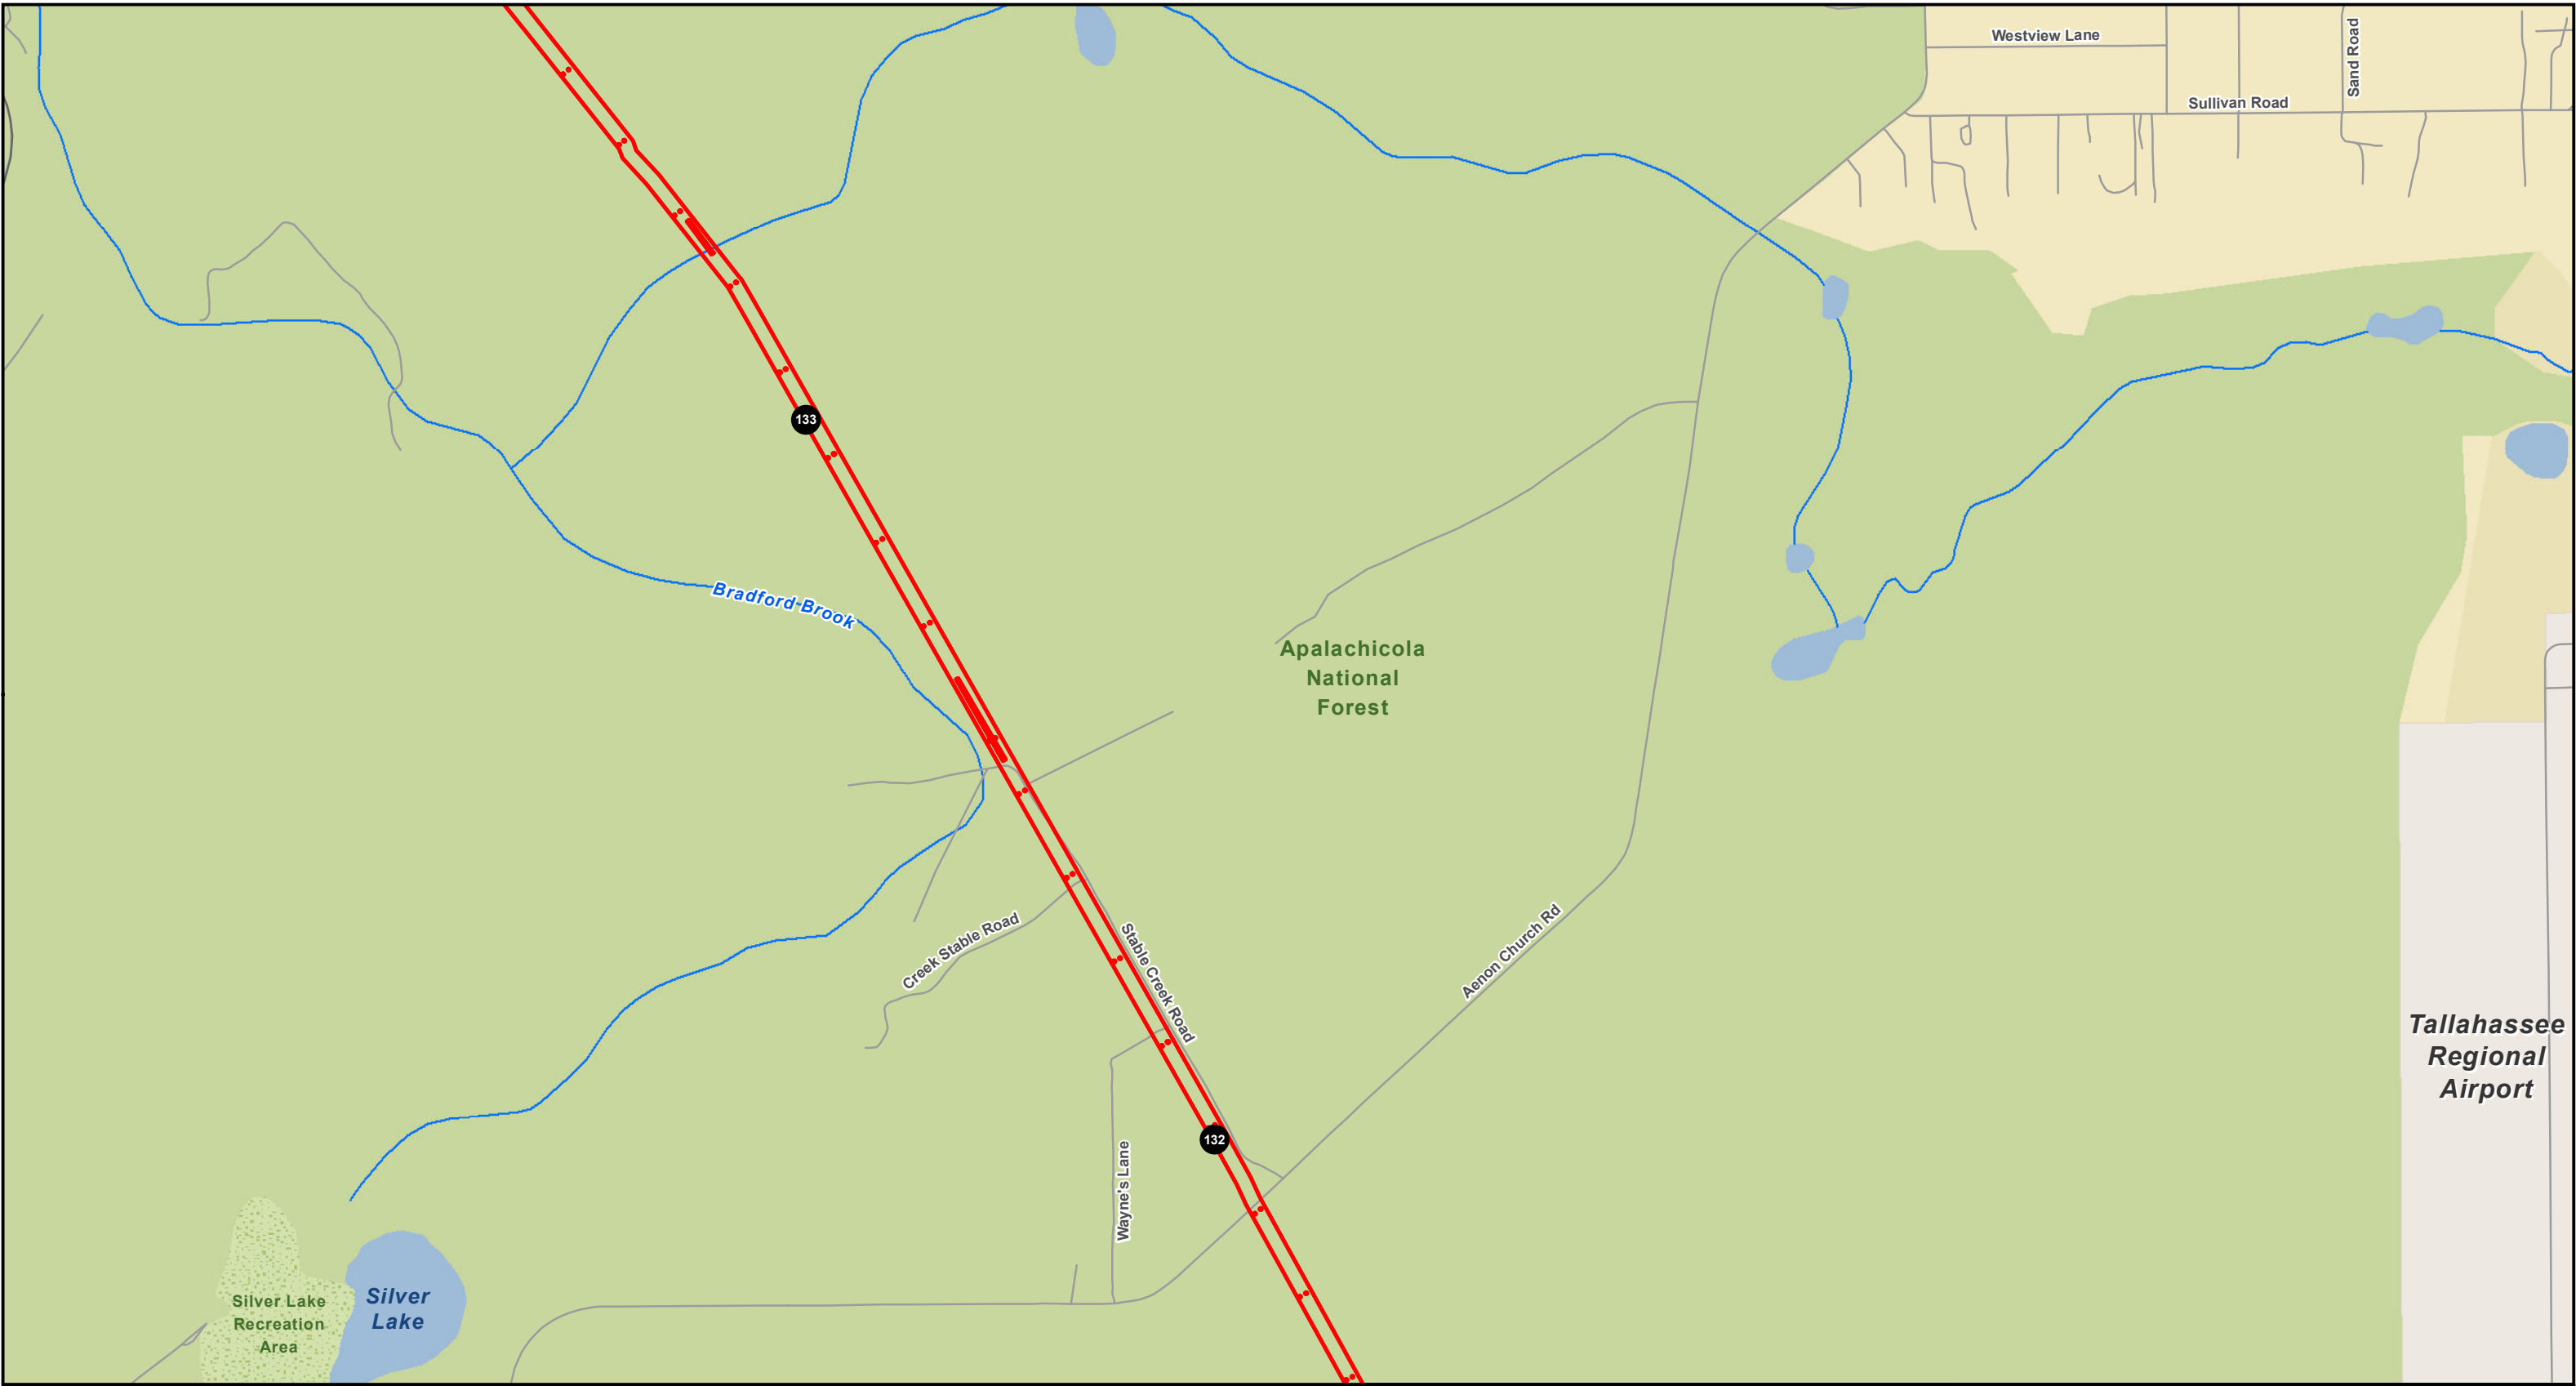 Westview Lane
Sand Road
Sullivan Road
133
Bradford Brook
Apalachicola
National
Forest
Creek Stable Road
Stable Creek Road
Aenon Church Rd
Tallahassee
Regional
Airport
132
Wayne's Lane
Silver Lake
Recreation
Area
Silver
Lake